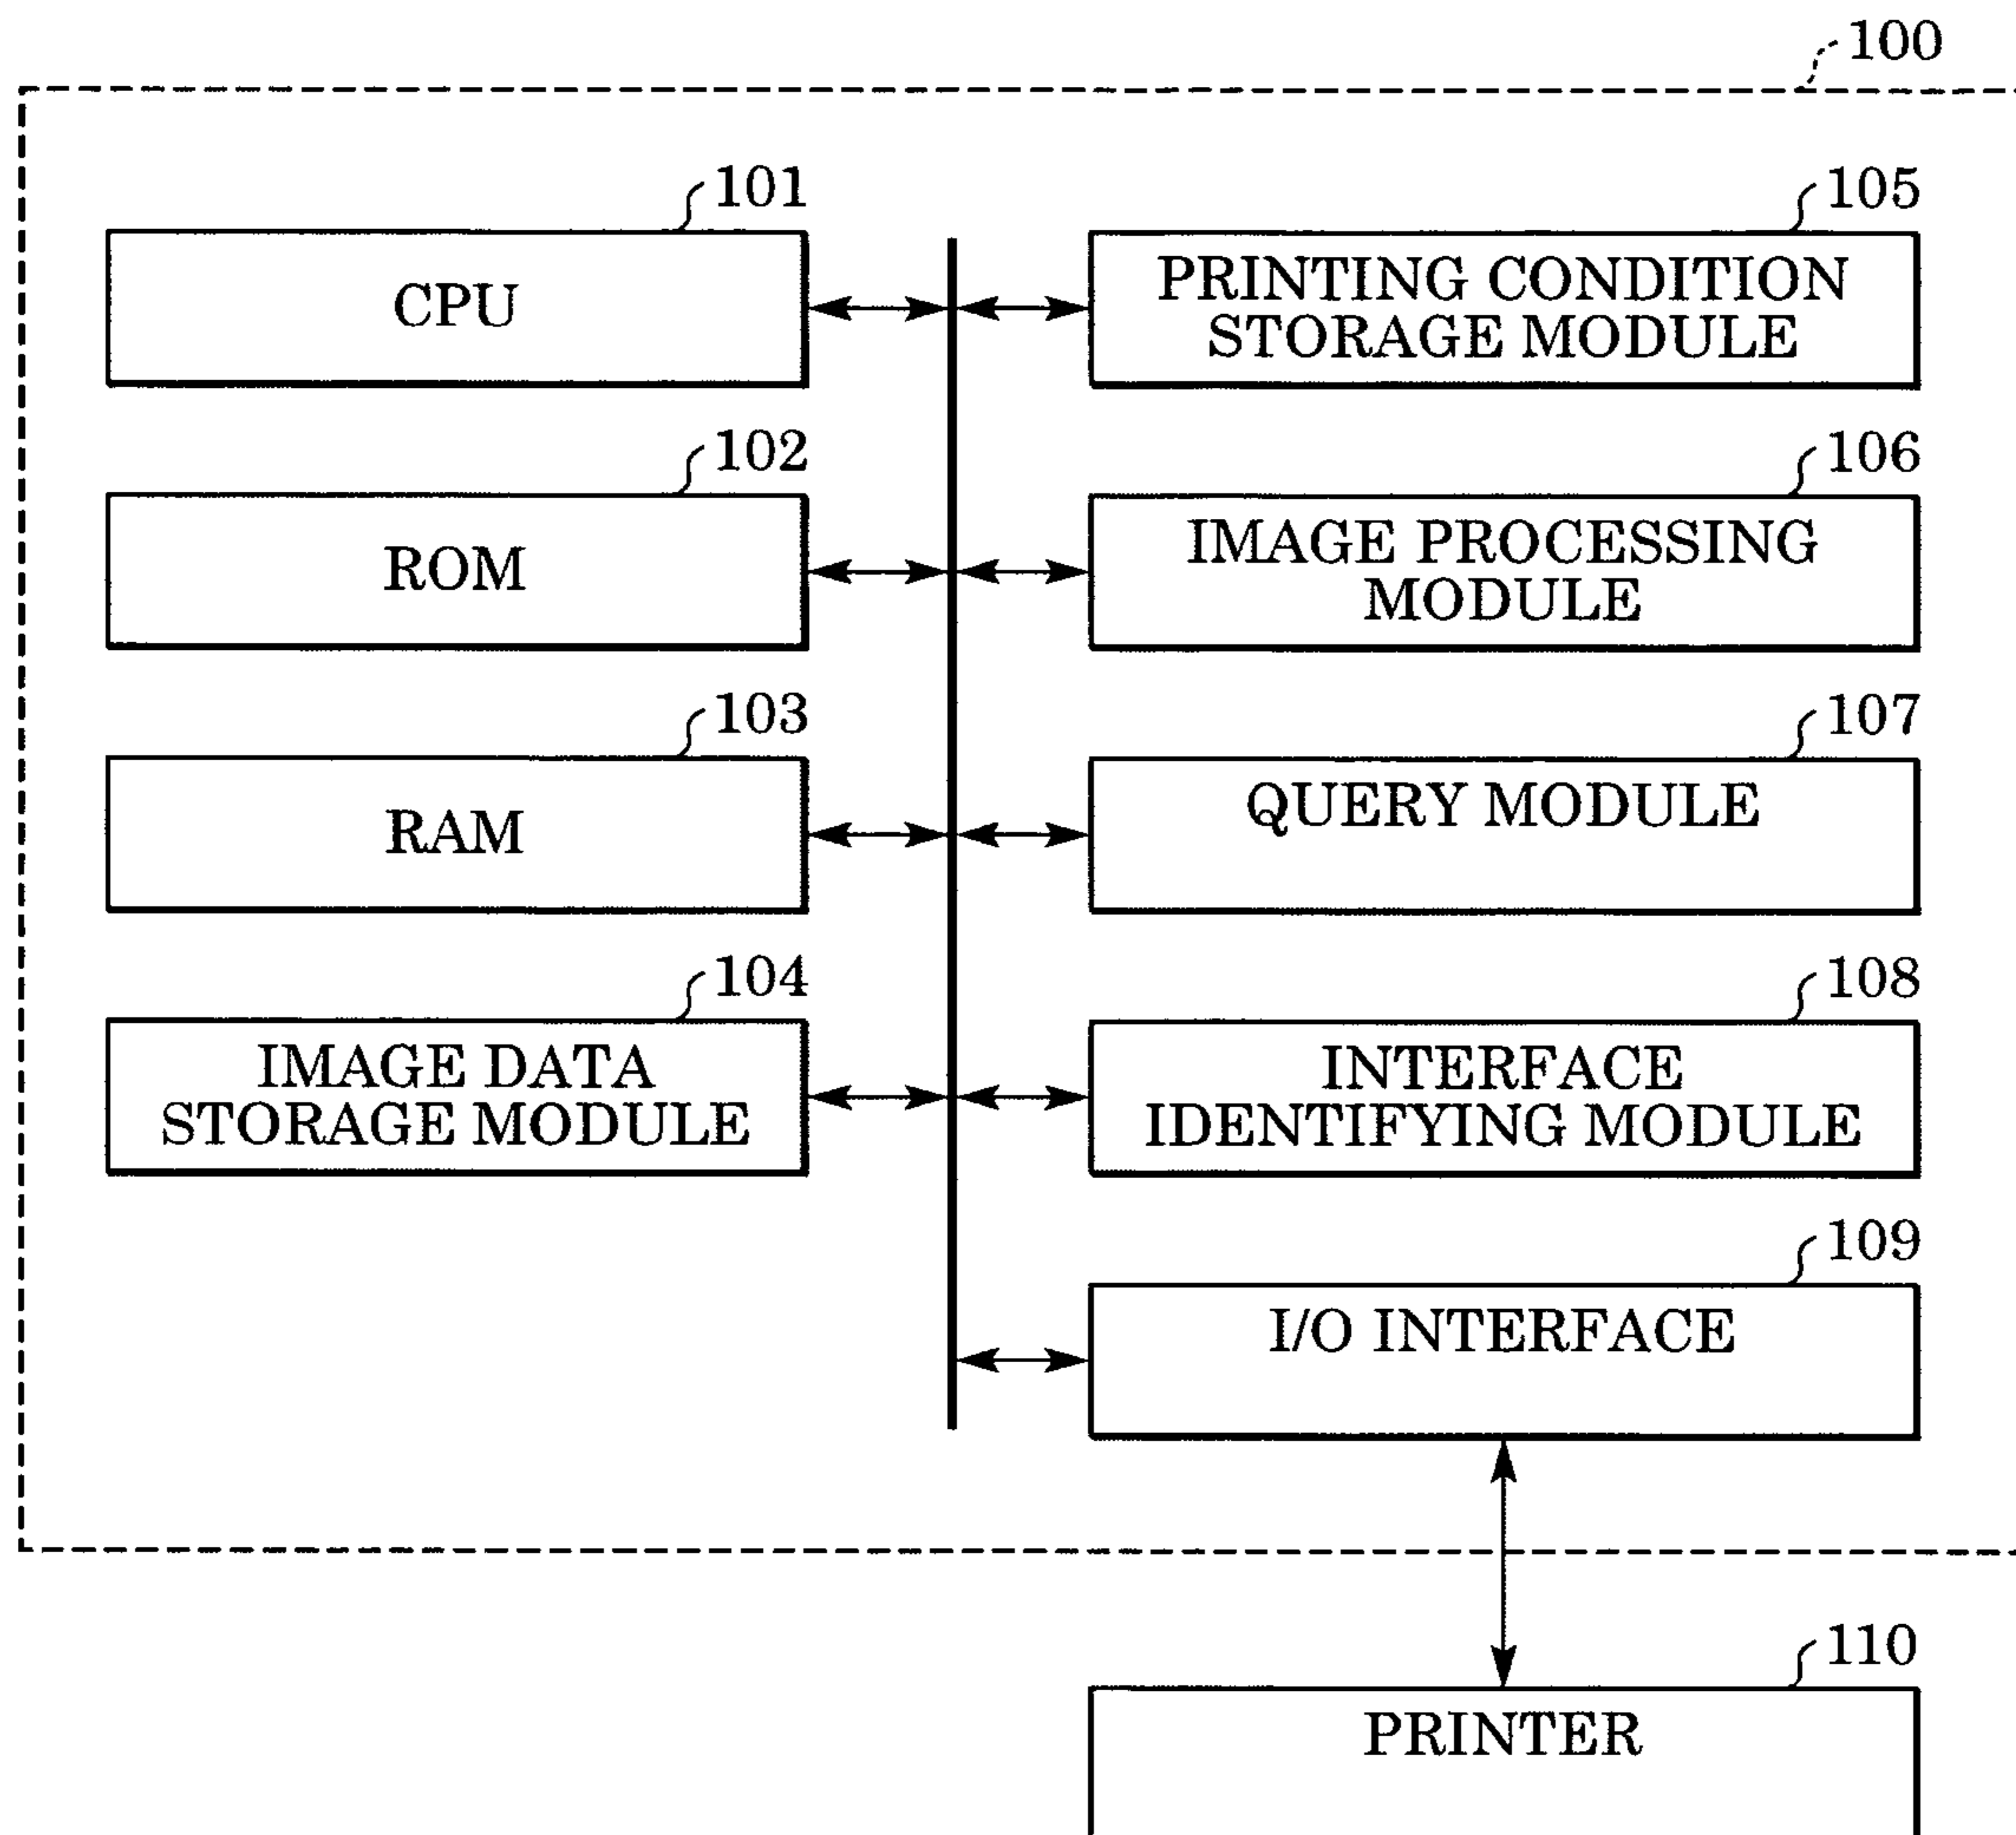 100
101
CPU
105
PRINTING CONDITION
STORAGE MODULE
102
ROM
106
IMAGE PROCESSING
MODULE
103
RAM
107
QUERY MODULE
104
IMAGE DATA
STORAGE MODULE
108
INTERFACE
IDENTIFYING MODULE
109
I/O INTERFACE
110
PRINTER